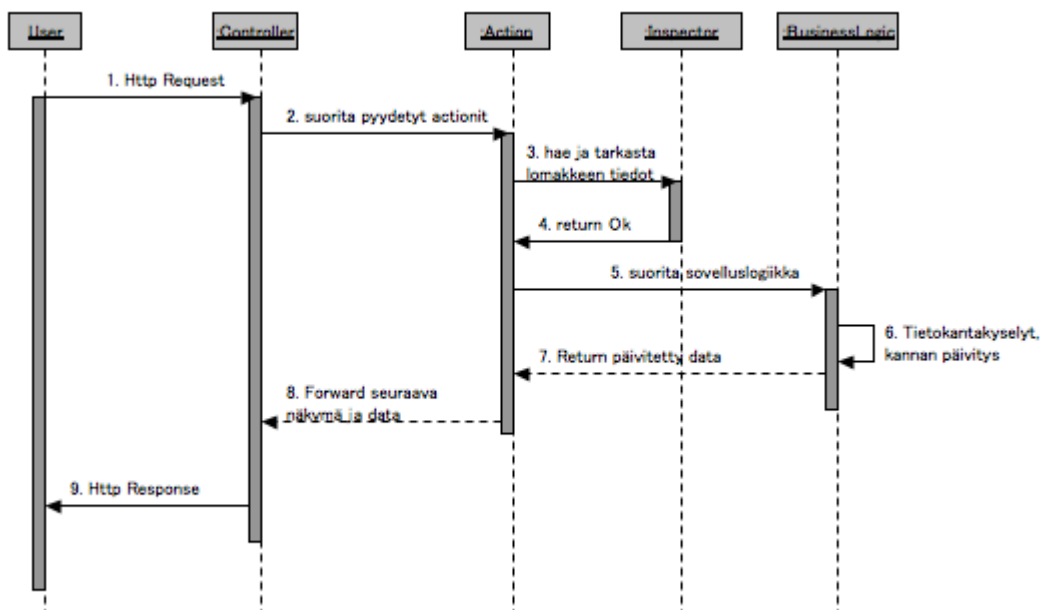 User
:Controller
:Action
:Inspector
:BusinessLogic
1. Http Request
2. suorita pyydetyt actionit
3. hae ja tarkasta
lomakkeen tiedot
4. return Ok
5. suorita sovelluslogiikka
6. Tietokantakyselyt,
kannan päivitys
7. Return päivitetty data
8. Forward seuraava
näkymä ja data
9. Http Response